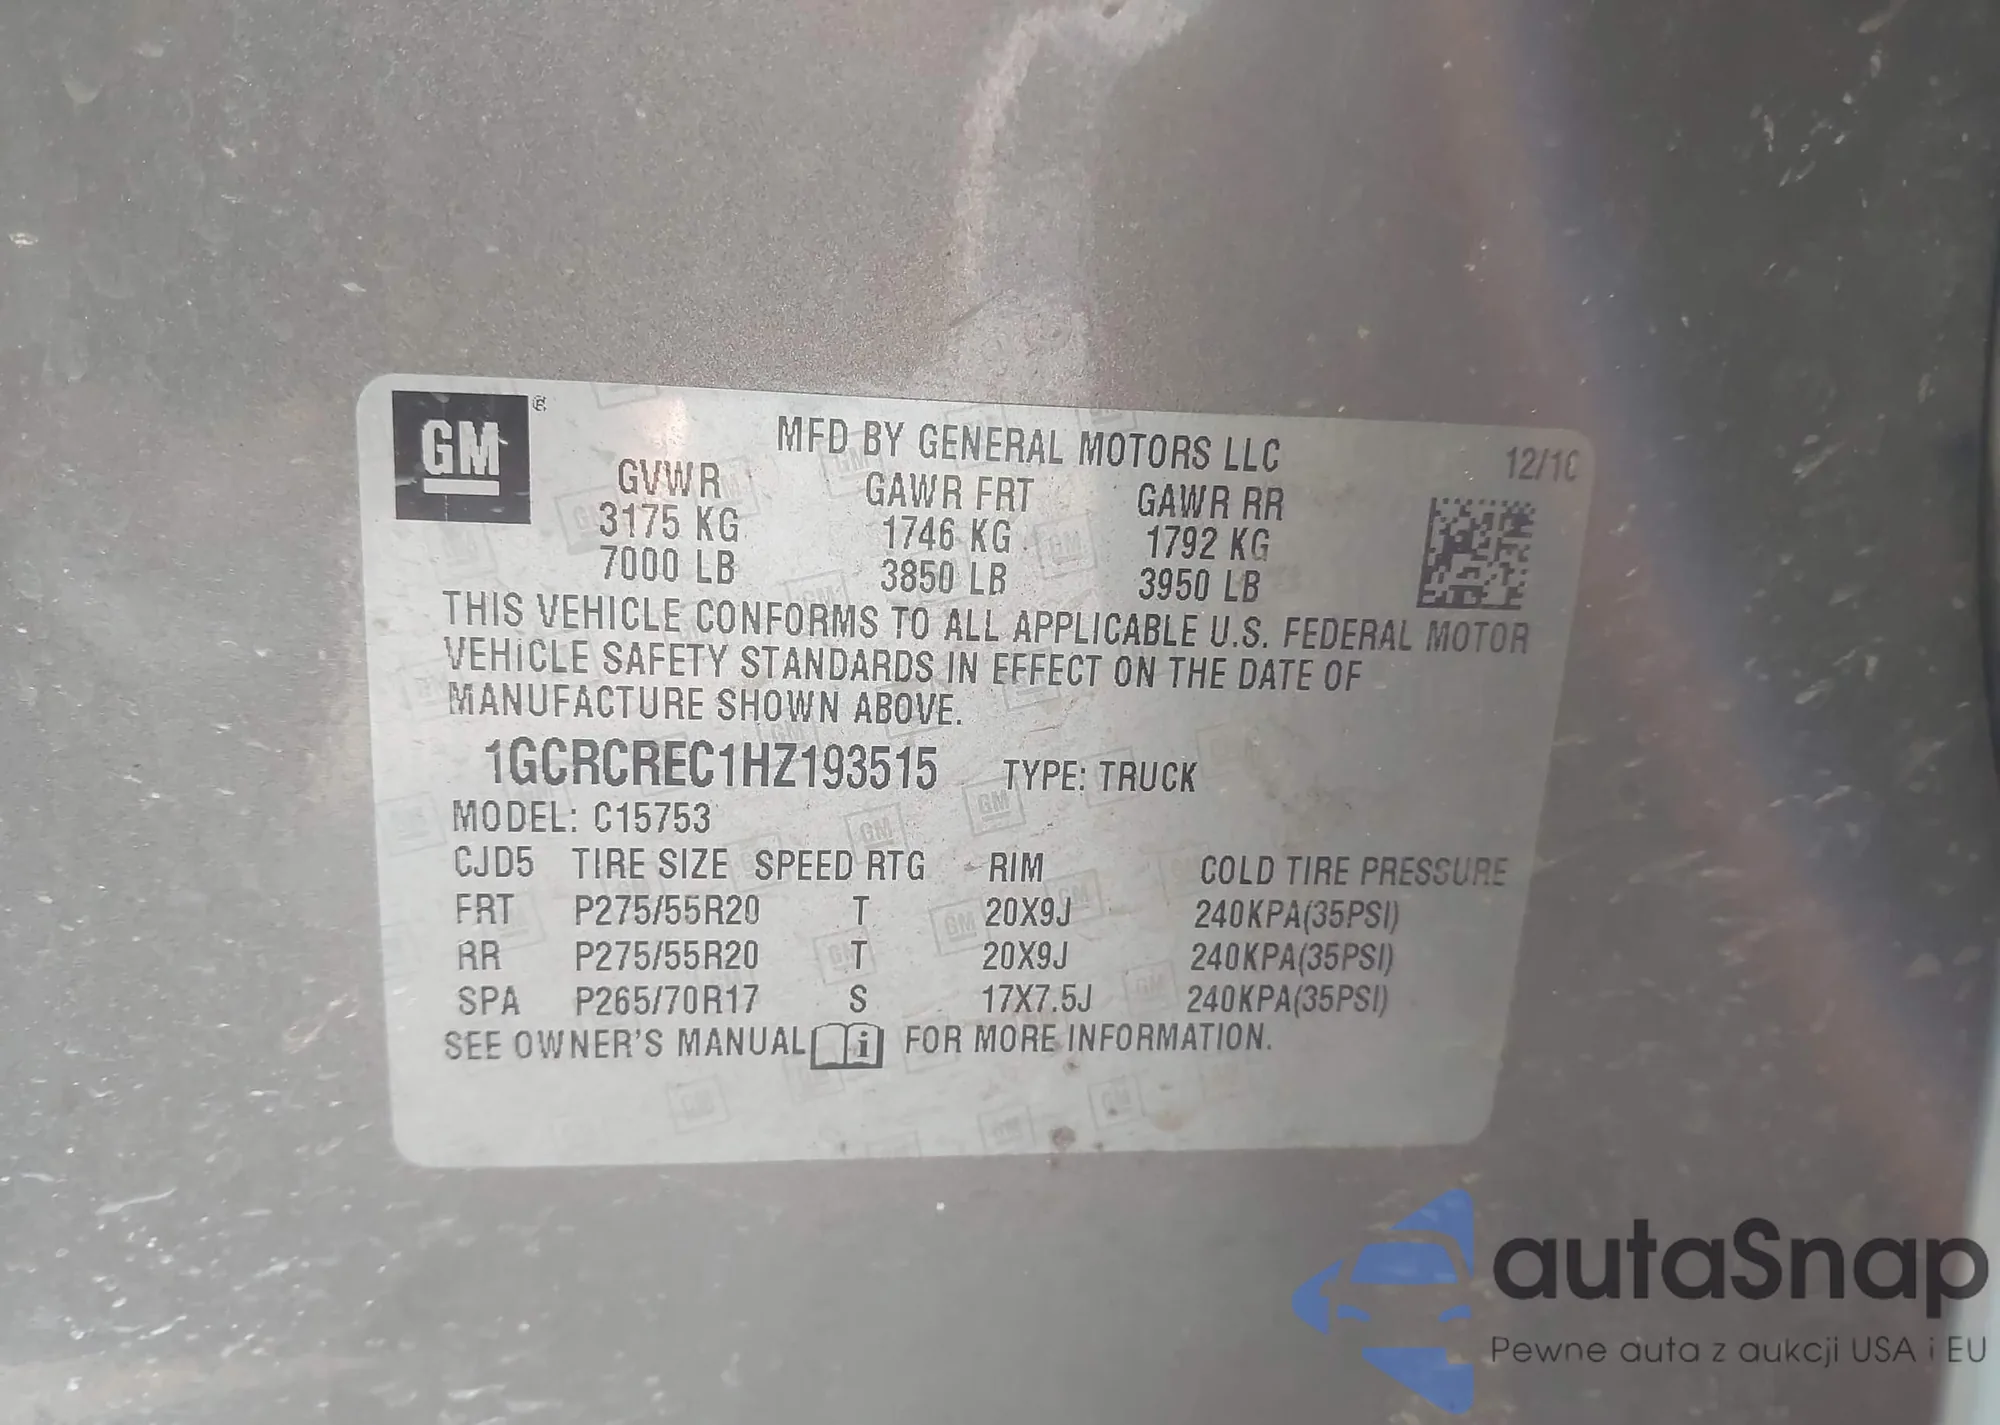 GM ®
MFD BY GENERAL MOTORS LLC
GVWR GAWR FRT GAWR RR
3175 KG 1746 KG 1792 KG
7000 LB 3850 LB 3950 LB
THIS VEHICLE CONFORMS TO ALL APPLICABLE U.S. FEDERAL MOTOR
VEHICLE SAFETY STANDARDS IN EFFECT ON THE DATE OF
MANUFACTURE SHOWN ABOVE.
1GCRCREC1HZ193515 TYPE: TRUCK
MODEL: C15753
CJD5 TIRE SIZE SPEED RTG RIM COLD TIRE PRESSURE
FRT P275/55R20 T 20X9J 240KPA(35PSI)
RR P275/55R20 T 20X9J 240KPA(35PSI)
SPA P265/70R17 S 17X7.5J 240KPA(35PSI)
SEE OWNER'S MANUAL i FOR MORE INFORMATION.
autaSnap
Pewne auta z aukcji USA i EU